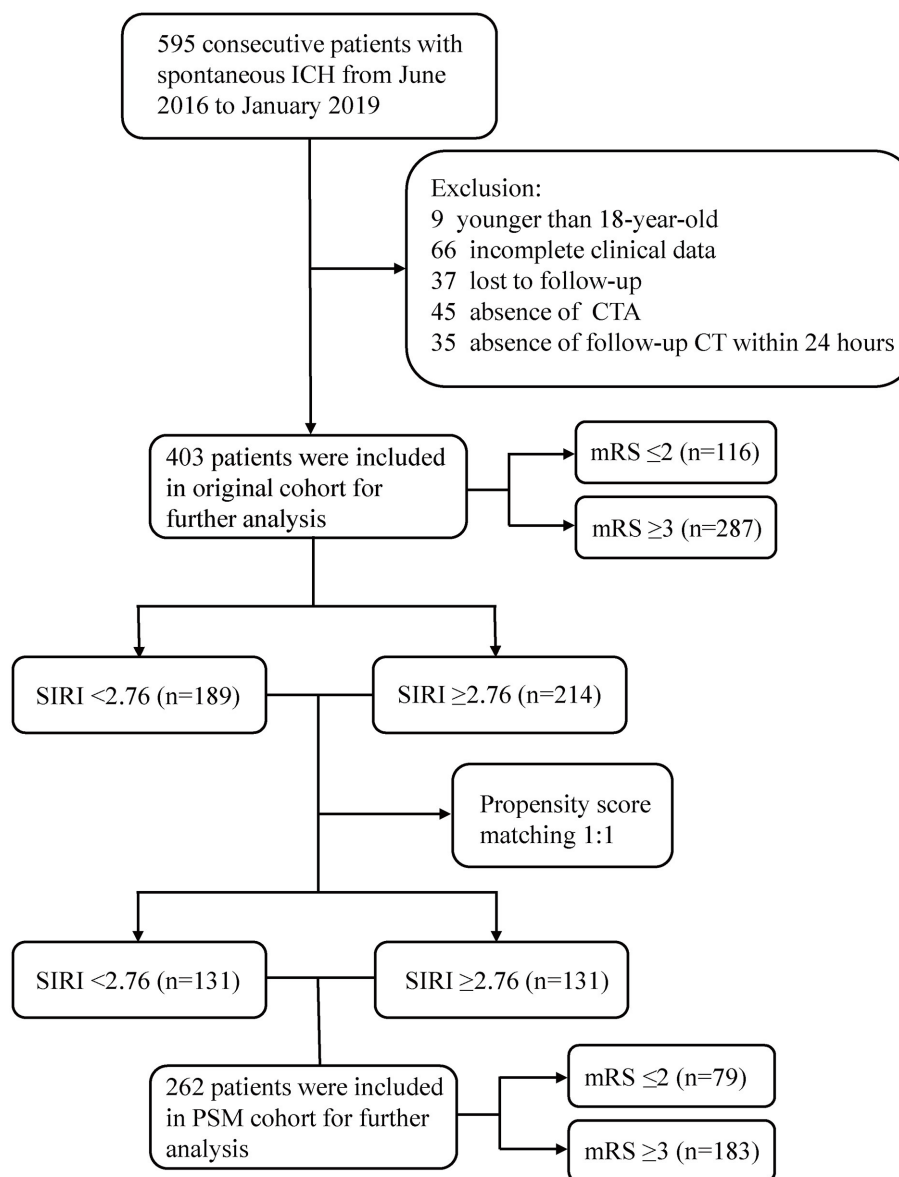 595 consecutive patients with
spontaneous ICH from June
2016 to January 2019
Exclusion:
9 younger than 18-year-old
66 incomplete clinical data
37 lost to follow-up
45 absence of CTA
35 absence of follow-up CT within 24 hours
403 patients were included
in original cohort for
further analysis
mRS ≤2 (n=116)
mRS ≥3 (n=287)
SIRI <2.76 (n=189)
SIRI ≥2.76 (n=214)
Propensity score
matching 1:1
SIRI <2.76 (n=131)
SIRI ≥2.76 (n=131)
262 patients were included
in PSM cohort for further
analysis
mRS ≤2 (n=79)
mRS ≥3 (n=183)